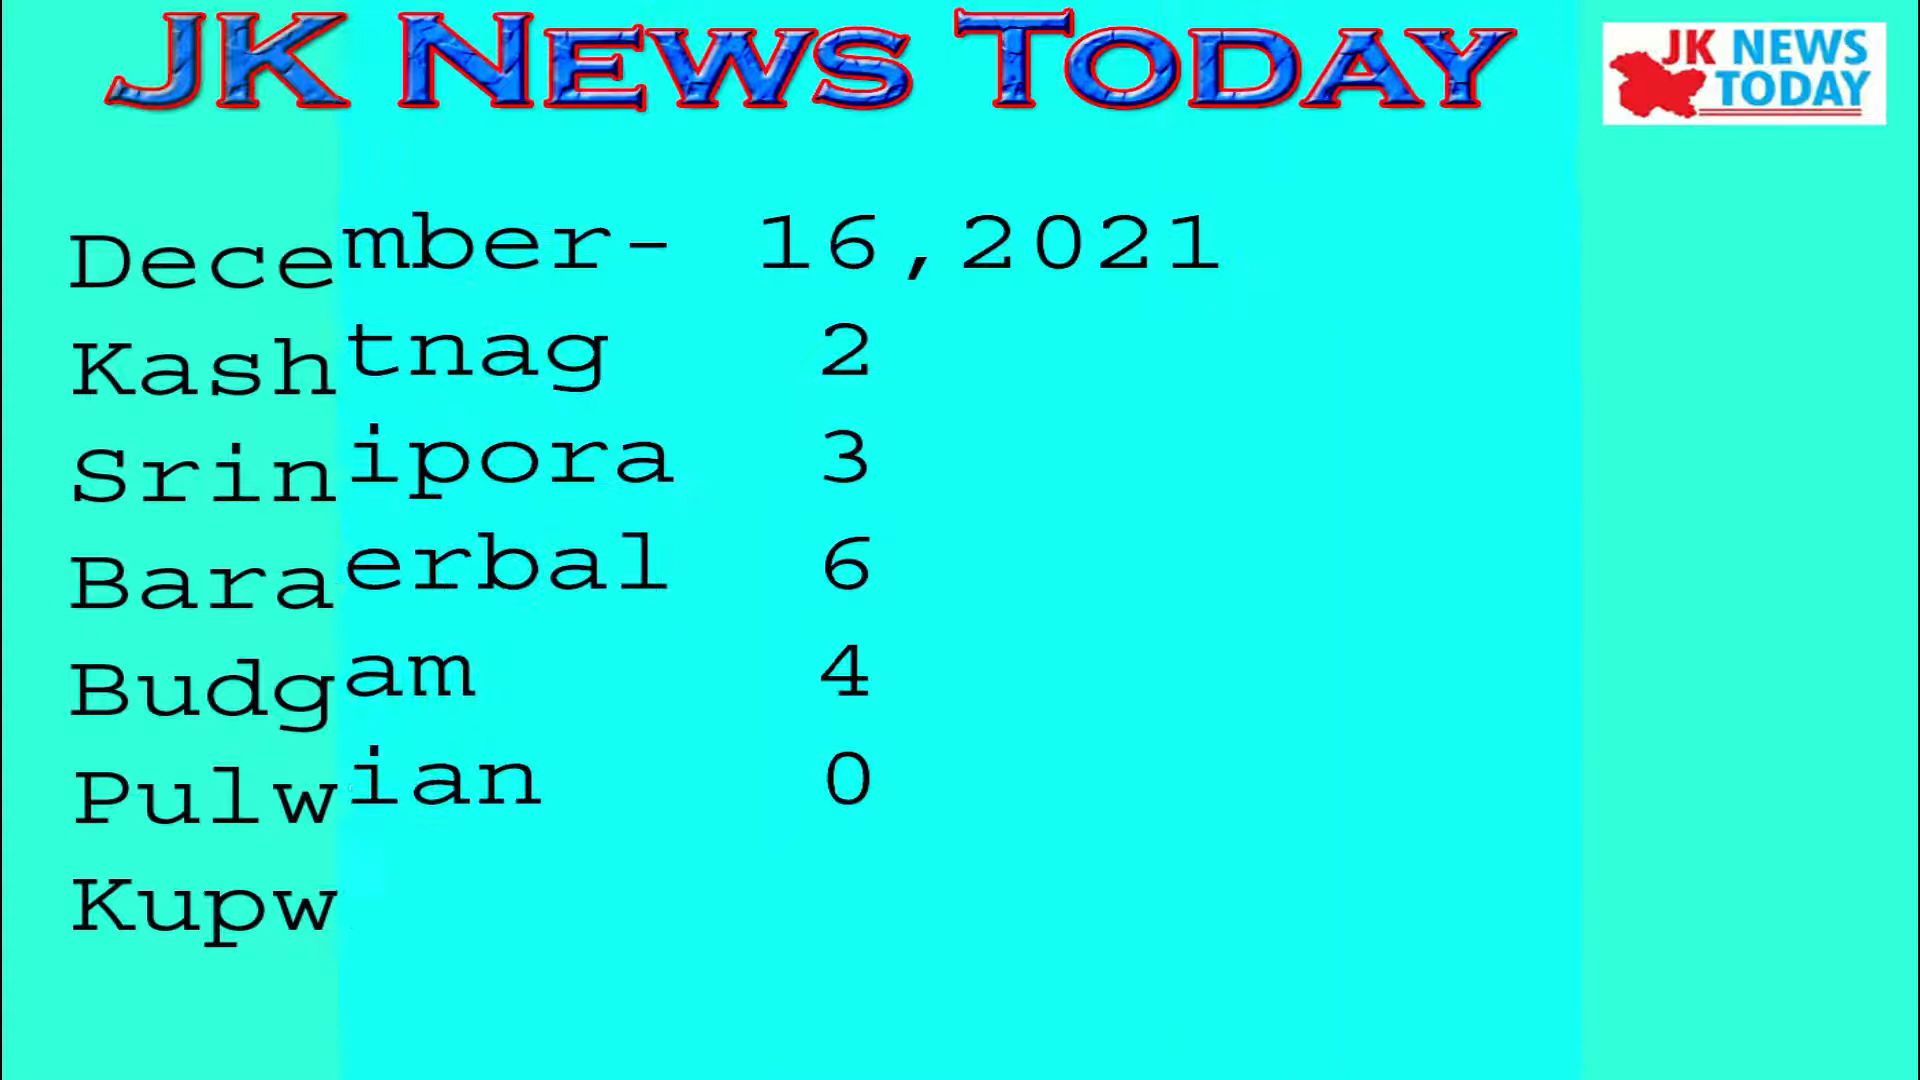 JK NEWS TODAY
JK NEWS
TODAY
December- 16,2021
Kashtnag 2
Srinipora 3
Baraerbal 6
Budgam 4
Pulwian 0
Kupw